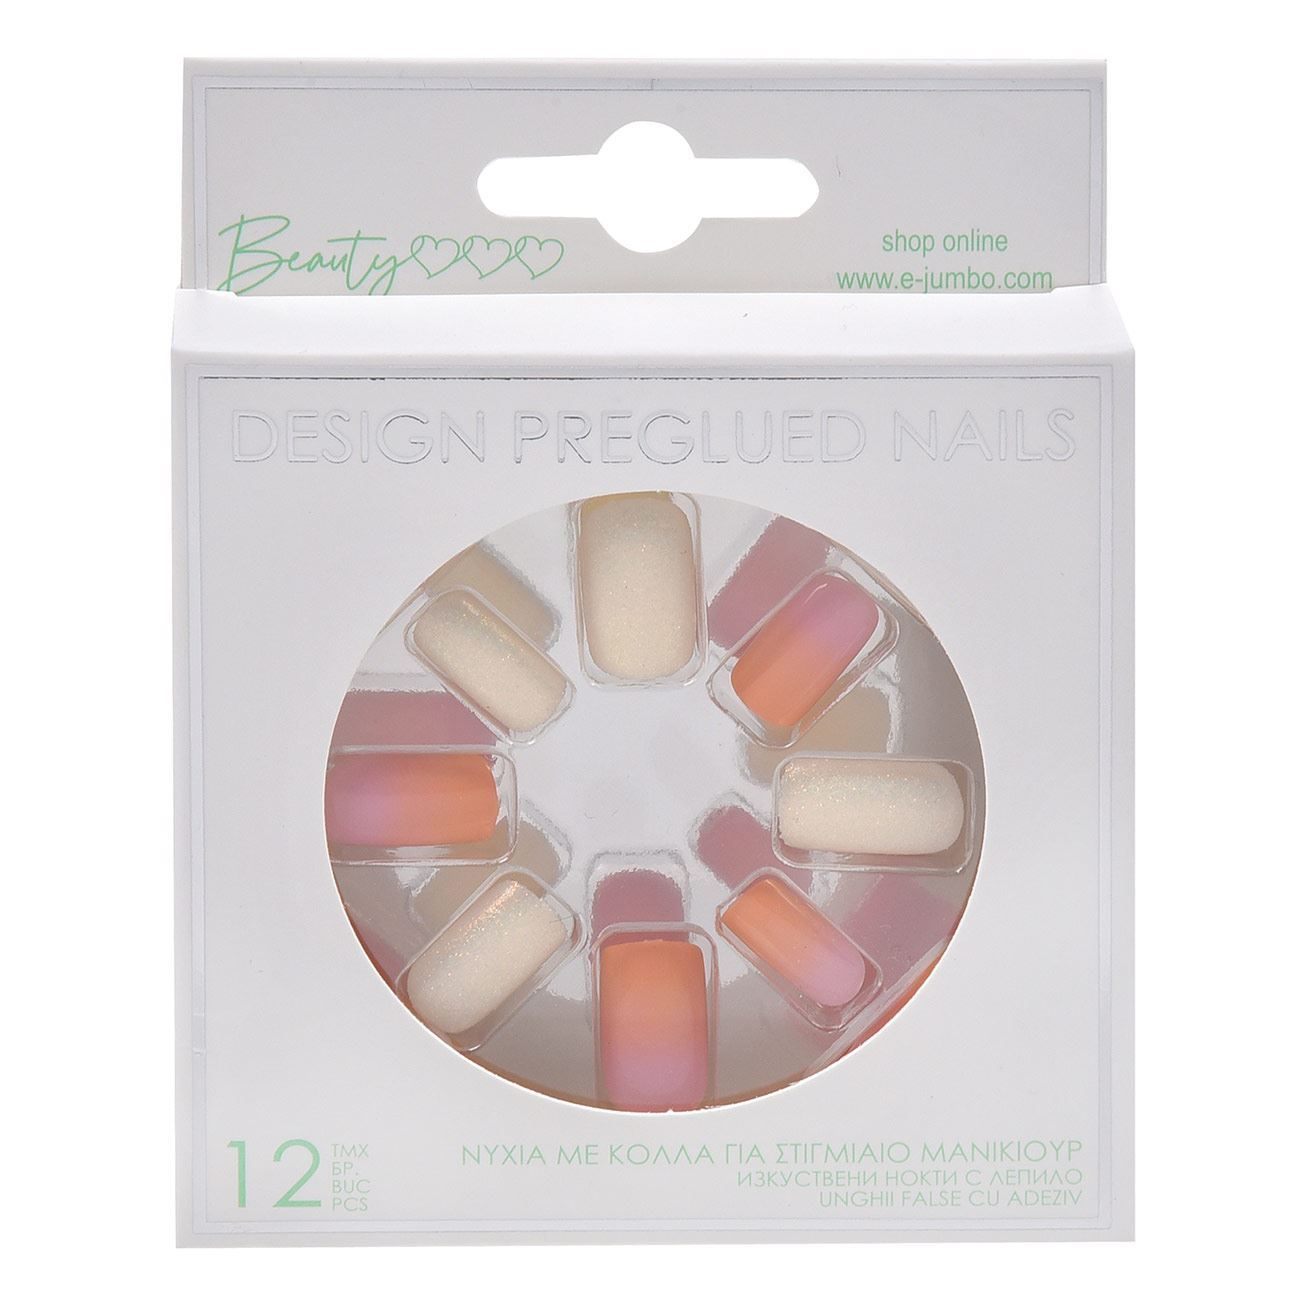 Beauty
shop online
www.e-jumbo.com
DESIGN PREGLUED NAILS
12
ΤΜΧ
БР.
BUC
PCS
ΝΥΧΙΑ ΜΕ ΚΟΛΛΑ ΓΙΑ ΣΤΙΓΜΙΑΙΟ ΜΑΝΙΚΙΟΥΡ
ИЗКУСТВЕНИ НОКТИ С ЛЕПИЛО
UNGHII FALSE CU ADEZIV